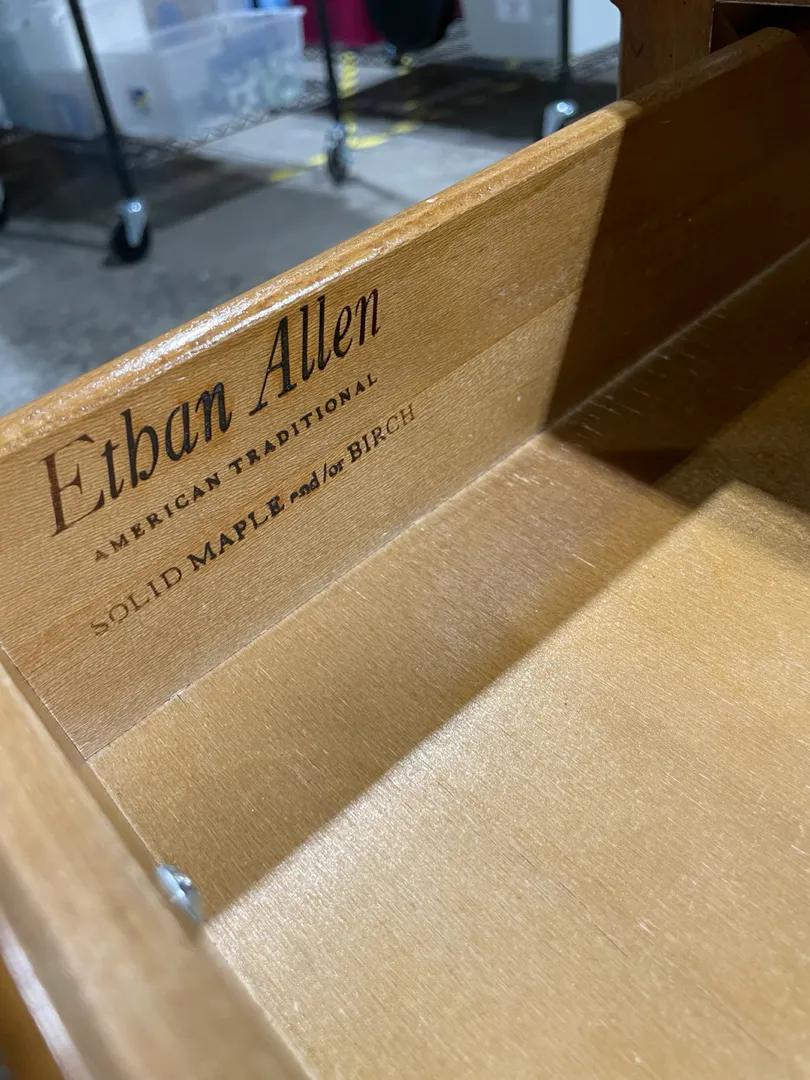 Ethan Allen
AMERICAN TRADITIONAL
SOLID MAPLE and/or BIRCH